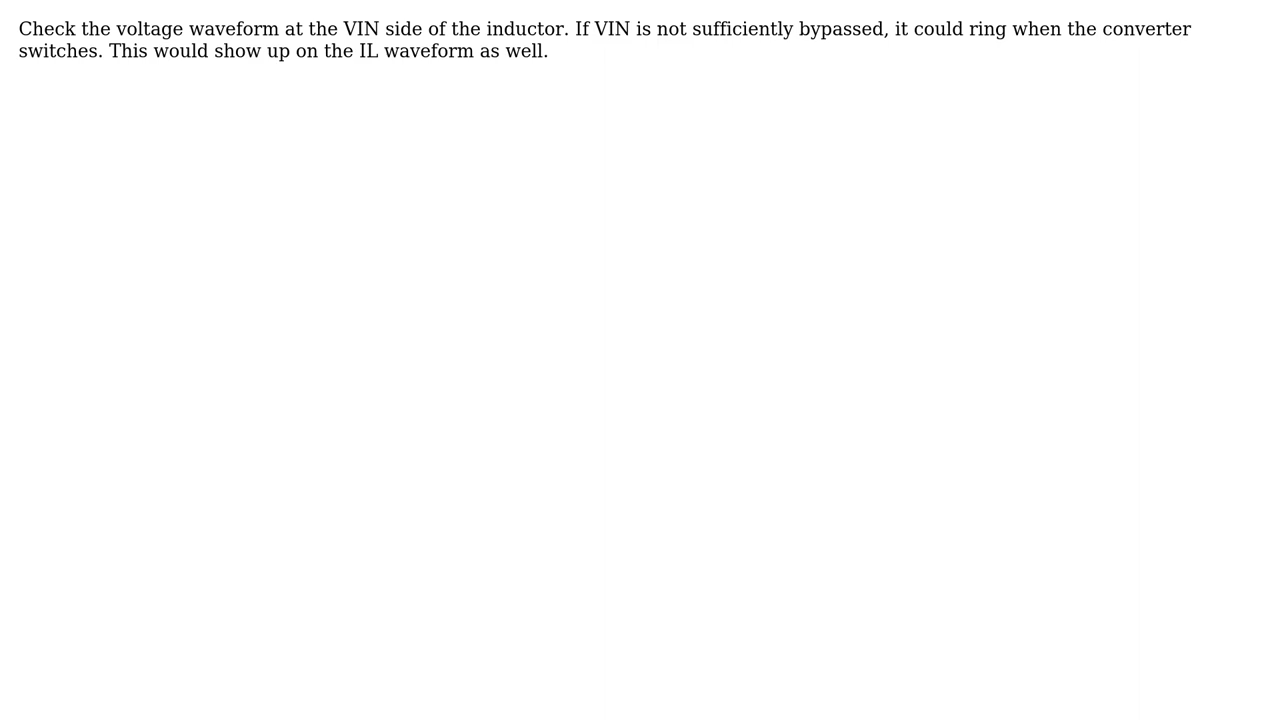 Check the voltage waveform at the VIN side of the inductor. If VIN is not sufficiently bypassed, it could ring when the converter
switches. This would show up on the IL waveform as well.